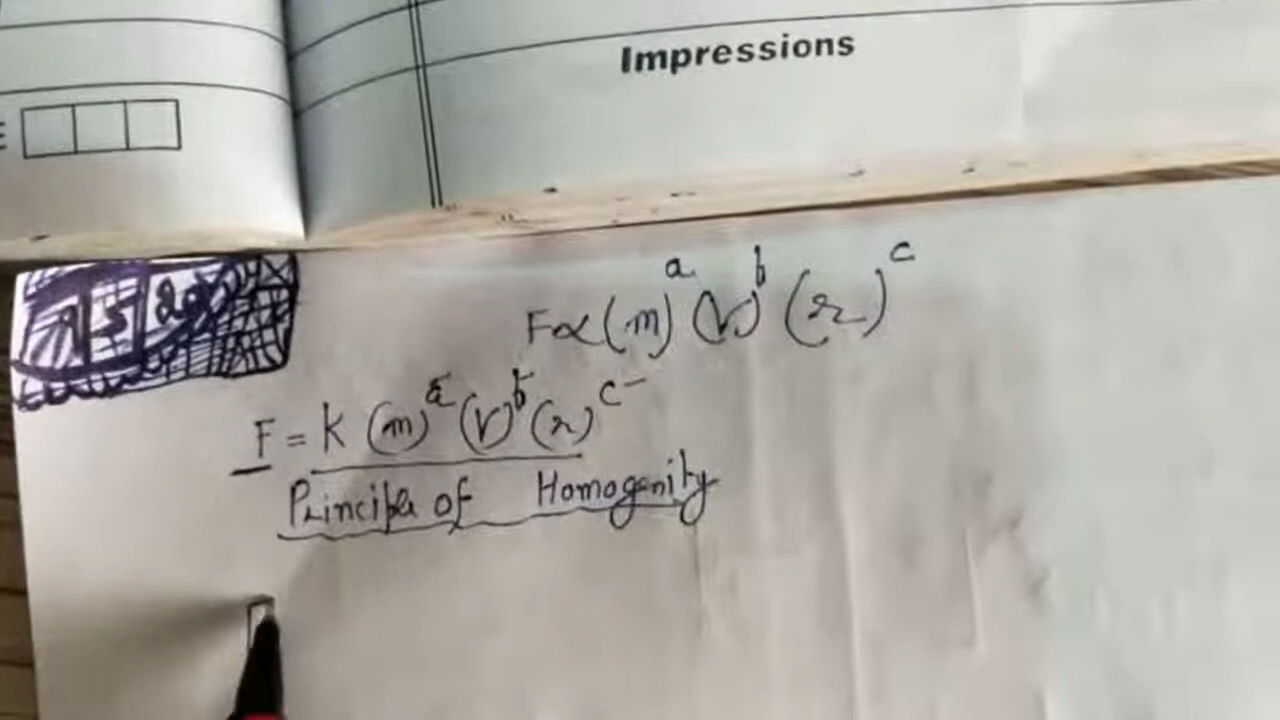 Impressions
F∝(m)^a (v)^b (r)^c
F = K (m)^a (v)^b (r)^c -
Principle of Homogenity